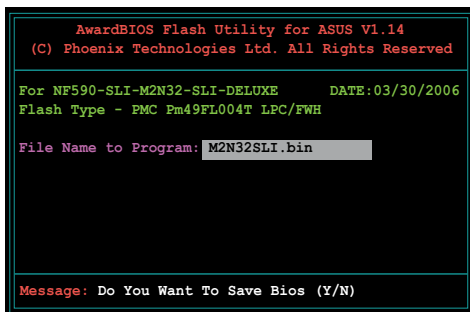 AwardBIOS Flash Utility for ASUS V1.14
(C) Phoenix Technologies Ltd. All Rights Reserved
For NF590-SLI-M2N32-SLI-DELUXE DATE:03/30/2006
Flash Type - PMC Pm49FL004T LPC/FWH
File Name to Program: M2N32SLI.bin
Message: Do You Want To Save Bios (Y/N)